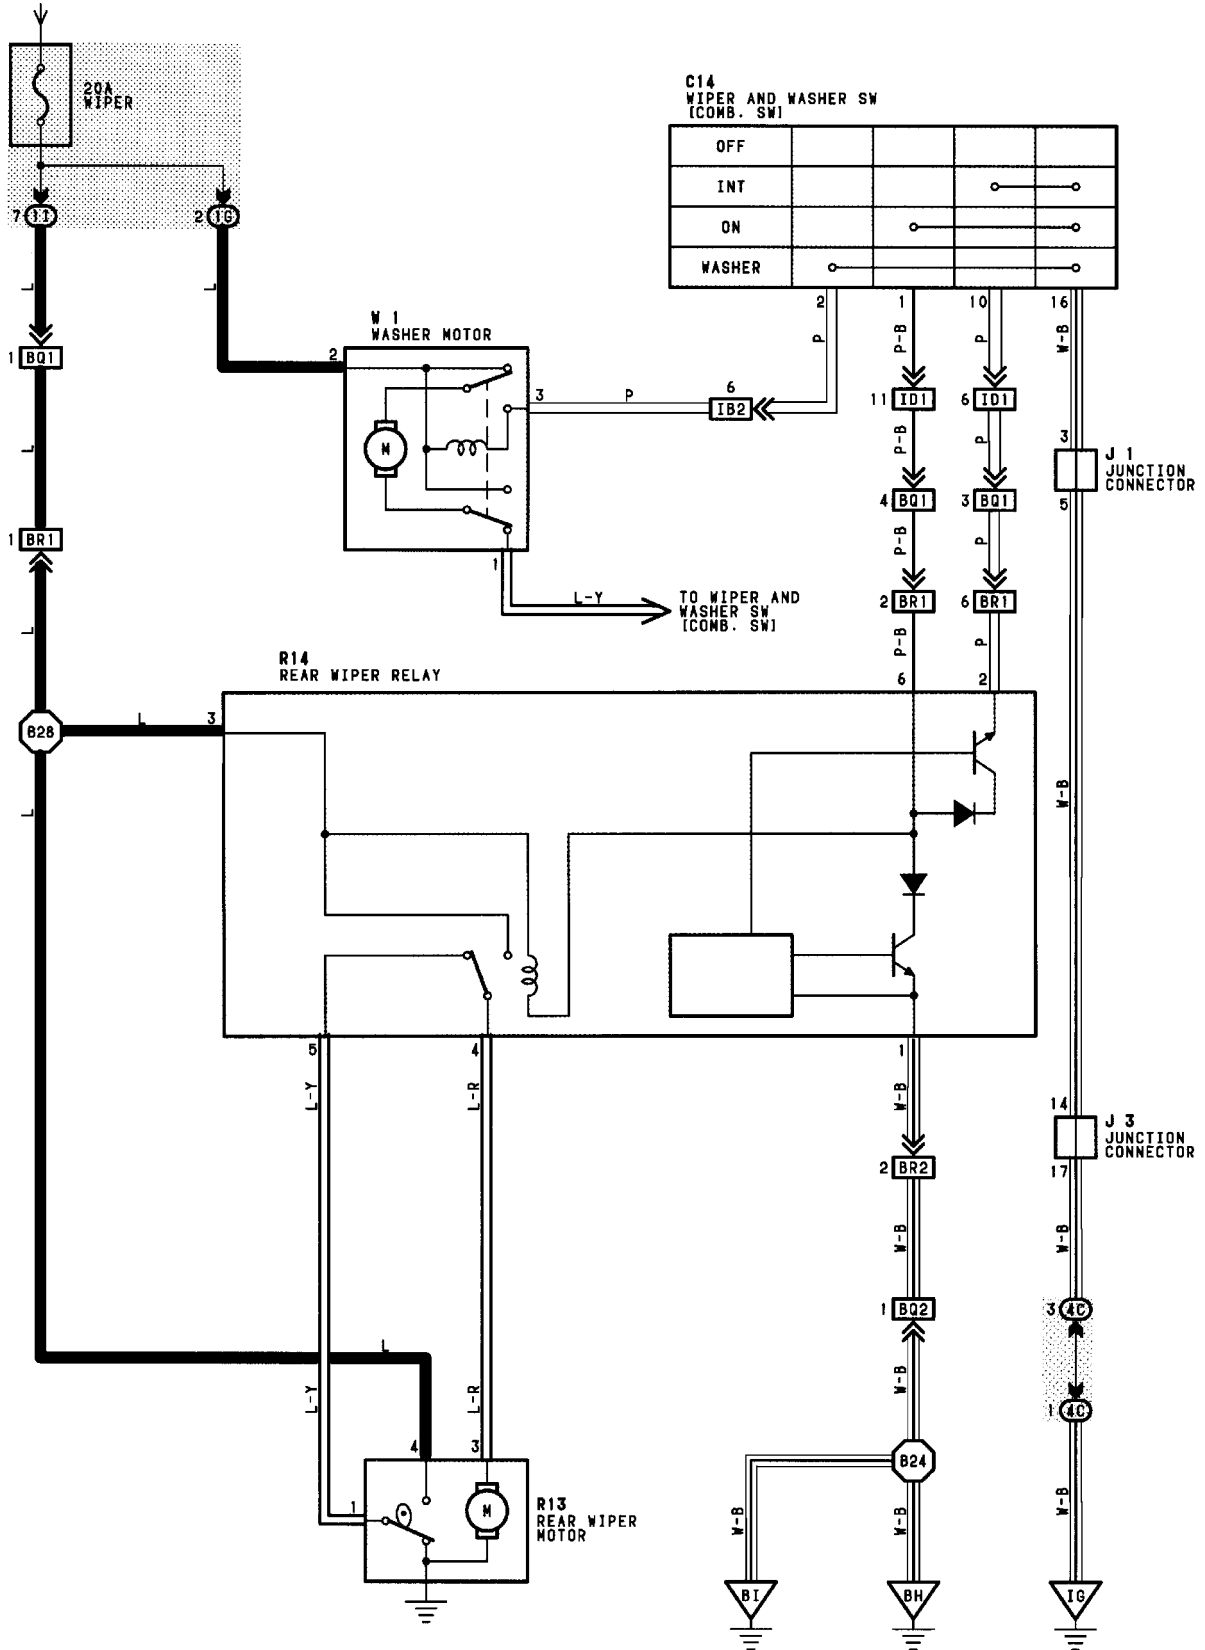 20A
WIPER
7 1I
2 1G
L
L
1 BQ1
C14
WIPER AND WASHER SW
[COMB. SW]
OFF
INT
ON
WASHER
2
1
10
16
P
P-B
P
W-B
W 1
WASHER MOTOR
2
M
3
P
6
IB2
1
L-Y
TO WIPER AND
WASHER SW
[COMB. SW]
11 ID1
6 ID1
P-B
P
3
J 1
JUNCTION
CONNECTOR
5
4 BQ1
3 BQ1
P-B
P
2 BR1
6 BR1
P-B
P
6
2
L
1 BR1
L
R14
REAR WIPER RELAY
B28
L
3
L
W-B
5
4
1
L-Y
L-R
W-B
14
J 3
JUNCTION
CONNECTOR
17
2 BR2
W-B
W-B
1 BQ2
3 4C
W-B
1 4C
L
L-Y
L-R
4
3
1
M
R13
REAR WIPER
MOTOR
B24
W-B
W-B
W-B
BI
BH
IG